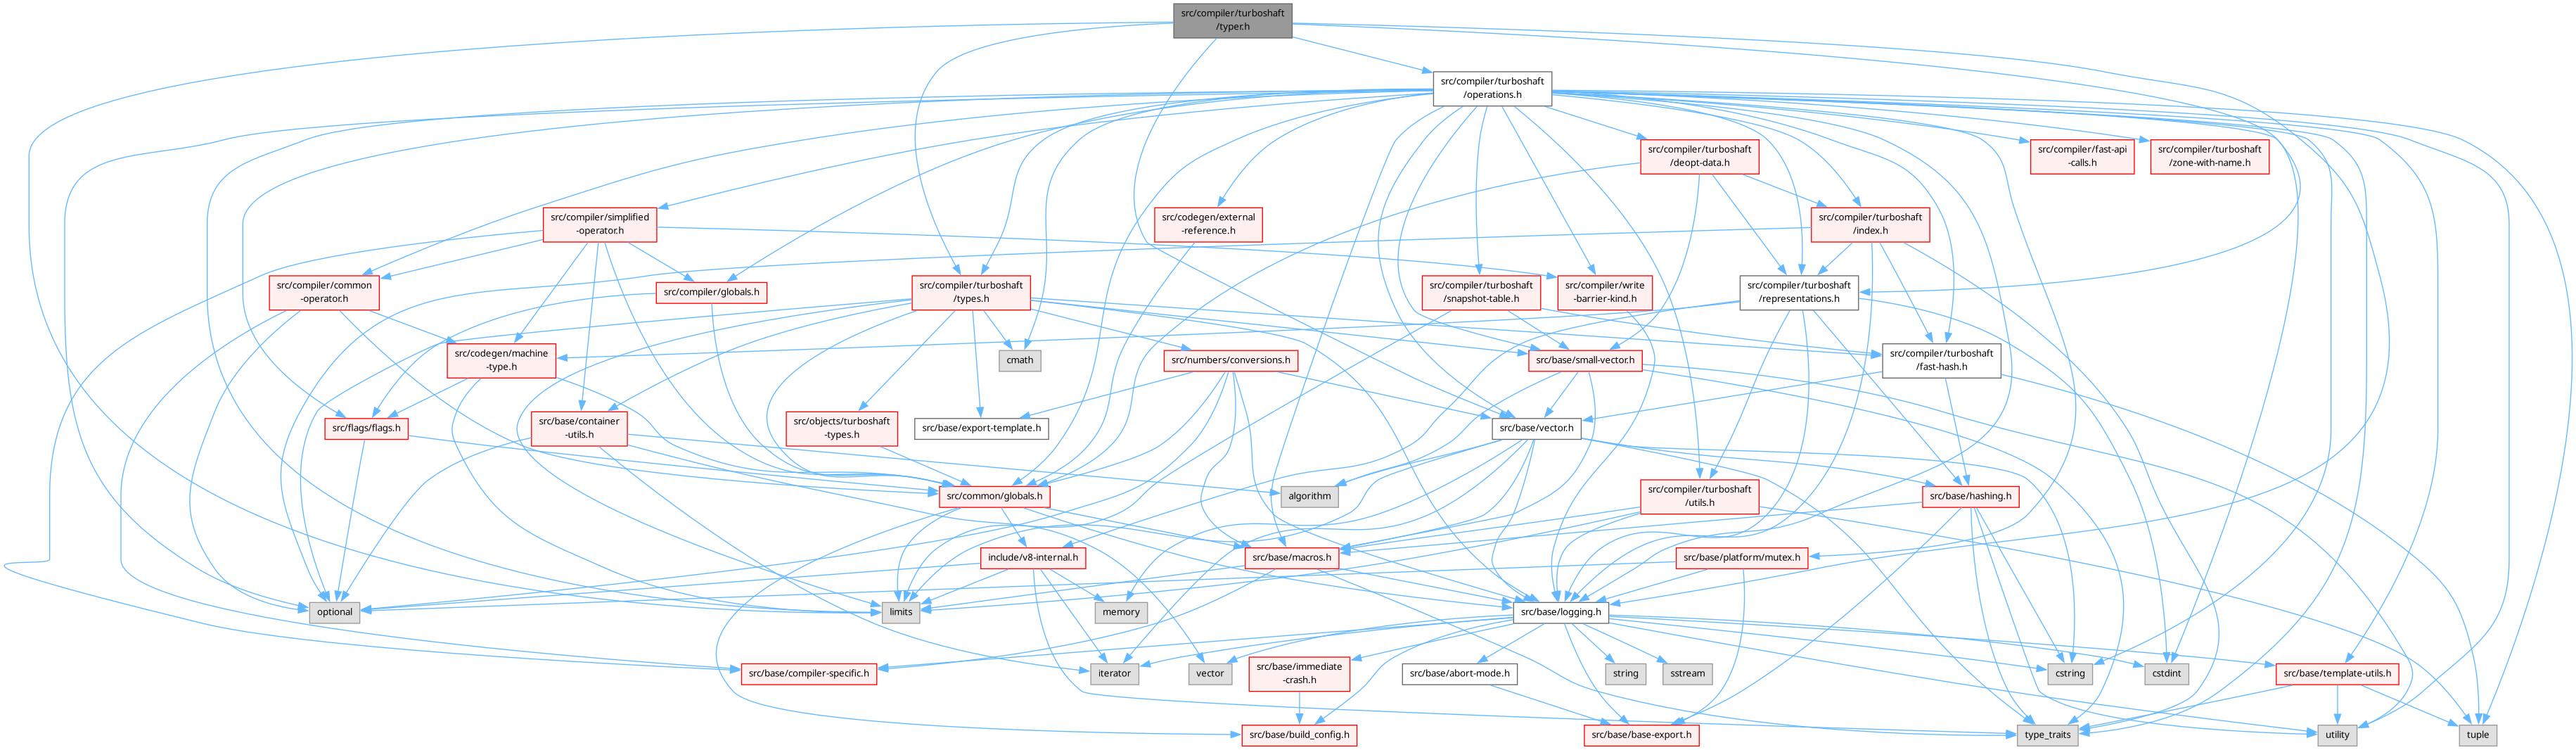 src/compiler/turboshaft
/typer.h
src/compiler/turboshaft
/operations.h
src/compiler/turboshaft
/deopt-data.h
src/compiler/fast-api
-calls.h
src/compiler/turboshaft
/zone-with-name.h
src/compiler/simplified
-operator.h
src/codegen/external
-reference.h
src/compiler/turboshaft
/index.h
src/compiler/common
-operator.h
src/compiler/globals.h
src/compiler/turboshaft
/types.h
src/compiler/turboshaft
/snapshot-table.h
src/compiler/write
-barrier-kind.h
src/compiler/turboshaft
/representations.h
src/codegen/machine
-type.h
cmath
src/numbers/conversions.h
src/base/small-vector.h
src/compiler/turboshaft
/fast-hash.h
src/flags/flags.h
src/base/container
-utils.h
src/objects/turboshaft
-types.h
src/base/export-template.h
src/base/vector.h
src/common/globals.h
algorithm
src/compiler/turboshaft
/utils.h
src/base/hashing.h
include/v8-internal.h
src/base/macros.h
src/base/platform/mutex.h
optional
limits
memory
src/base/logging.h
src/base/compiler-specific.h
iterator
vector
src/base/immediate
-crash.h
src/base/abort-mode.h
string
sstream
cstring
cstdint
src/base/template-utils.h
src/base/build_config.h
src/base/base-export.h
type_traits
utility
tuple